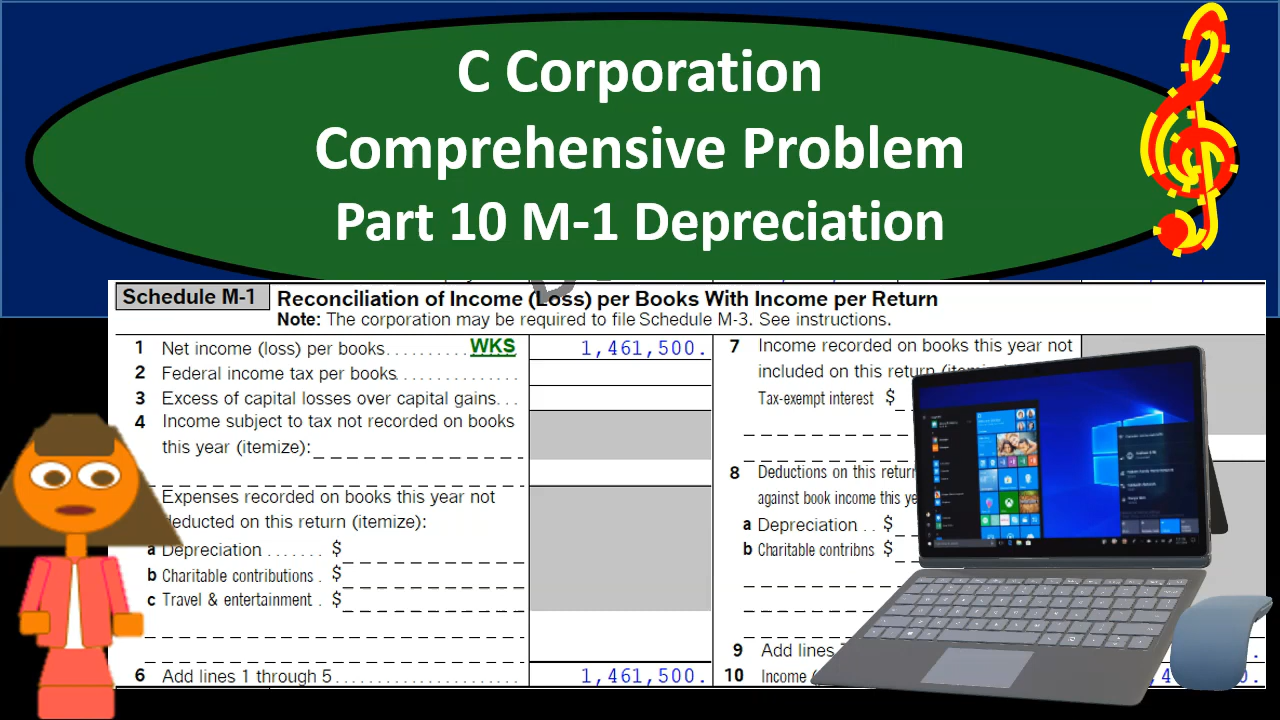 C Corporation
Comprehensive Problem
Part 10 M-1 Depreciation
Schedule M-1 Reconciliation of Income (Loss) per Books With Income per Return
Note: The corporation may be required to file Schedule M-3. See instructions.
1 Net income (loss) per books......... WKS 1,461,500.
2 Federal income tax per books.............
3 Excess of capital losses over capital gains...
4 Income subject to tax not recorded on books
this year (itemize):
Expenses recorded on books this year not
deducted on this return (itemize):
a Depreciation ....... $
b Charitable contributions . $
c Travel & entertainment . $
6 Add lines 1 through 5.................... 1,461,500.
7 Income recorded on books this year not
included on this return
Tax-exempt interest $
8 Deductions on this return
against book income this
a Depreciation . . $
b Charitable contribns $
9 Add lines
10 Income